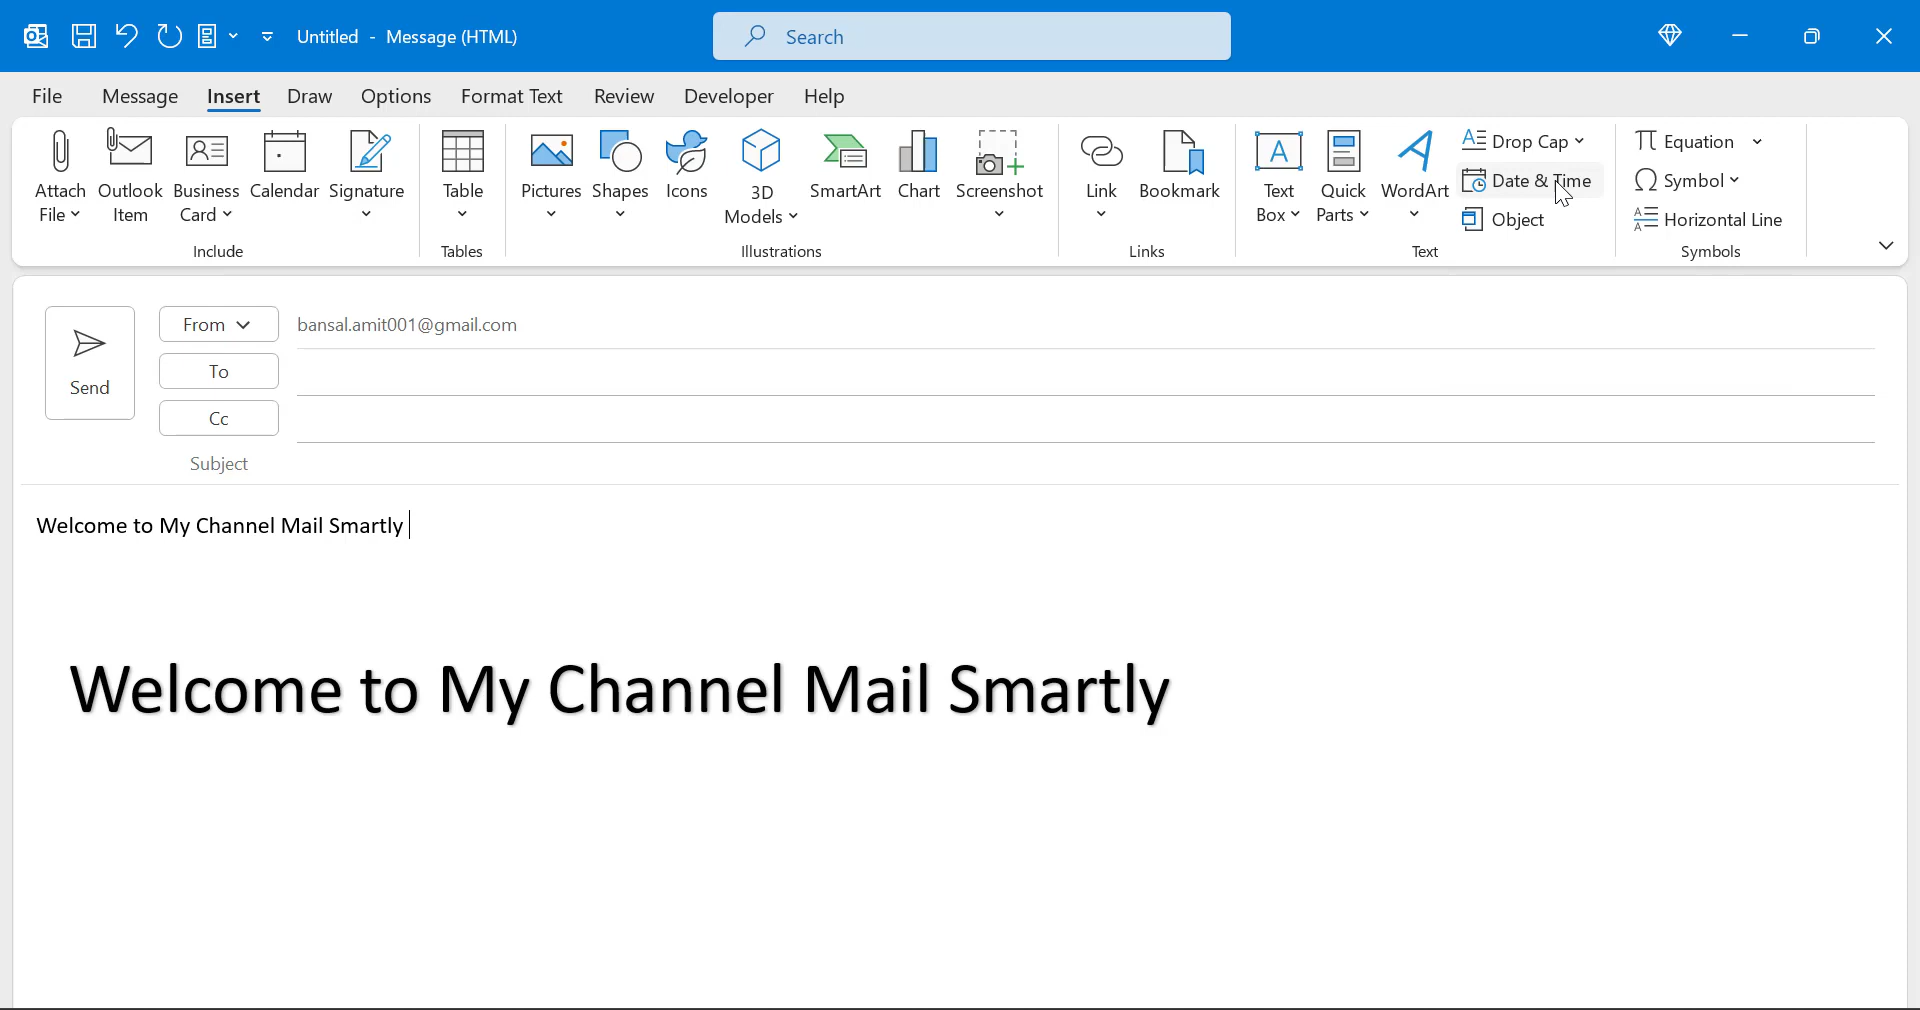 Untitled - Message (HTML)
Search
File Message Insert Draw Options Format Text Review Developer Help
Attach File
Outlook Item
Business Card
Calendar
Signature
Include
Table
Tables
Pictures
Shapes
Icons
3D Models
SmartArt
Chart
Screenshot
Illustrations
Link
Bookmark
Links
Text Box
Quick Parts
WordArt
Drop Cap
Date & Time
Object
Text
Equation
Symbol
Horizontal Line
Symbols
Send
From bansal.amit001@gmail.com
To
Cc
Subject
Welcome to My Channel Mail Smartly
Welcome to My Channel Mail Smartly